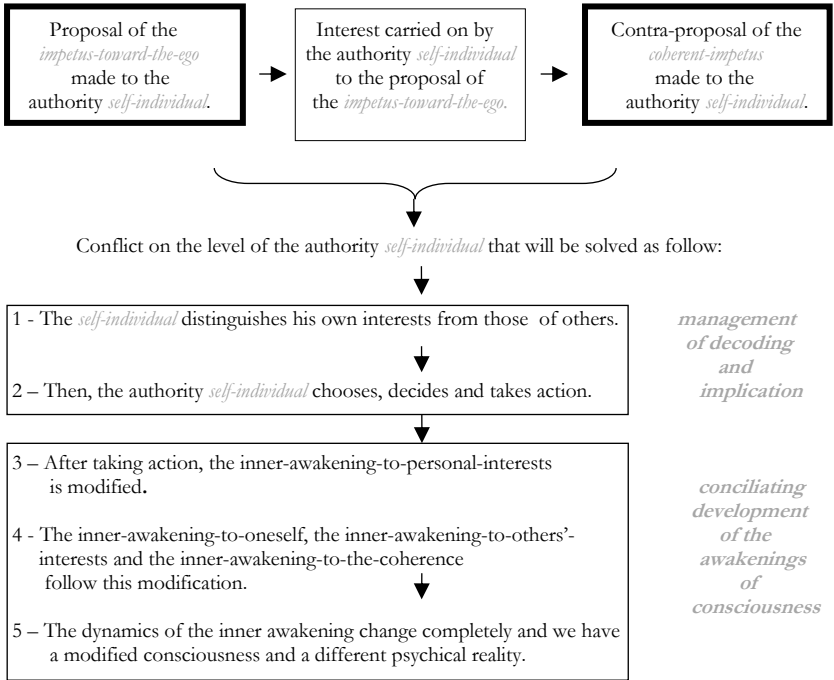 Proposal of the
impetus-toward-the-ego
made to the
authority self-individual.
Interest carried on by
the authority self-individual
to the proposal of
the impetus-toward-the-ego.
Contra-proposal of the
coherent-impetus
made to the
authority self-individual.
Conflict on the level of the authority self-individual that will be solved as follow:
1 - The self-individual distinguishes his own interests from those of others.
2 – Then, the authority self-individual chooses, decides and takes action.
management
of decoding
and
implication
3 – After taking action, the inner-awakening-to-personal-interests
is modified.
4 - The inner-awakening-to-oneself, the inner-awakening-to-others’-
interests and the inner-awakening-to-the-coherence
follow this modification.
5 – The dynamics of the inner awakening change completely and we have
a modified consciousness and a different psychical reality.
conciliating
development
of the
awakenings
of
consciousness